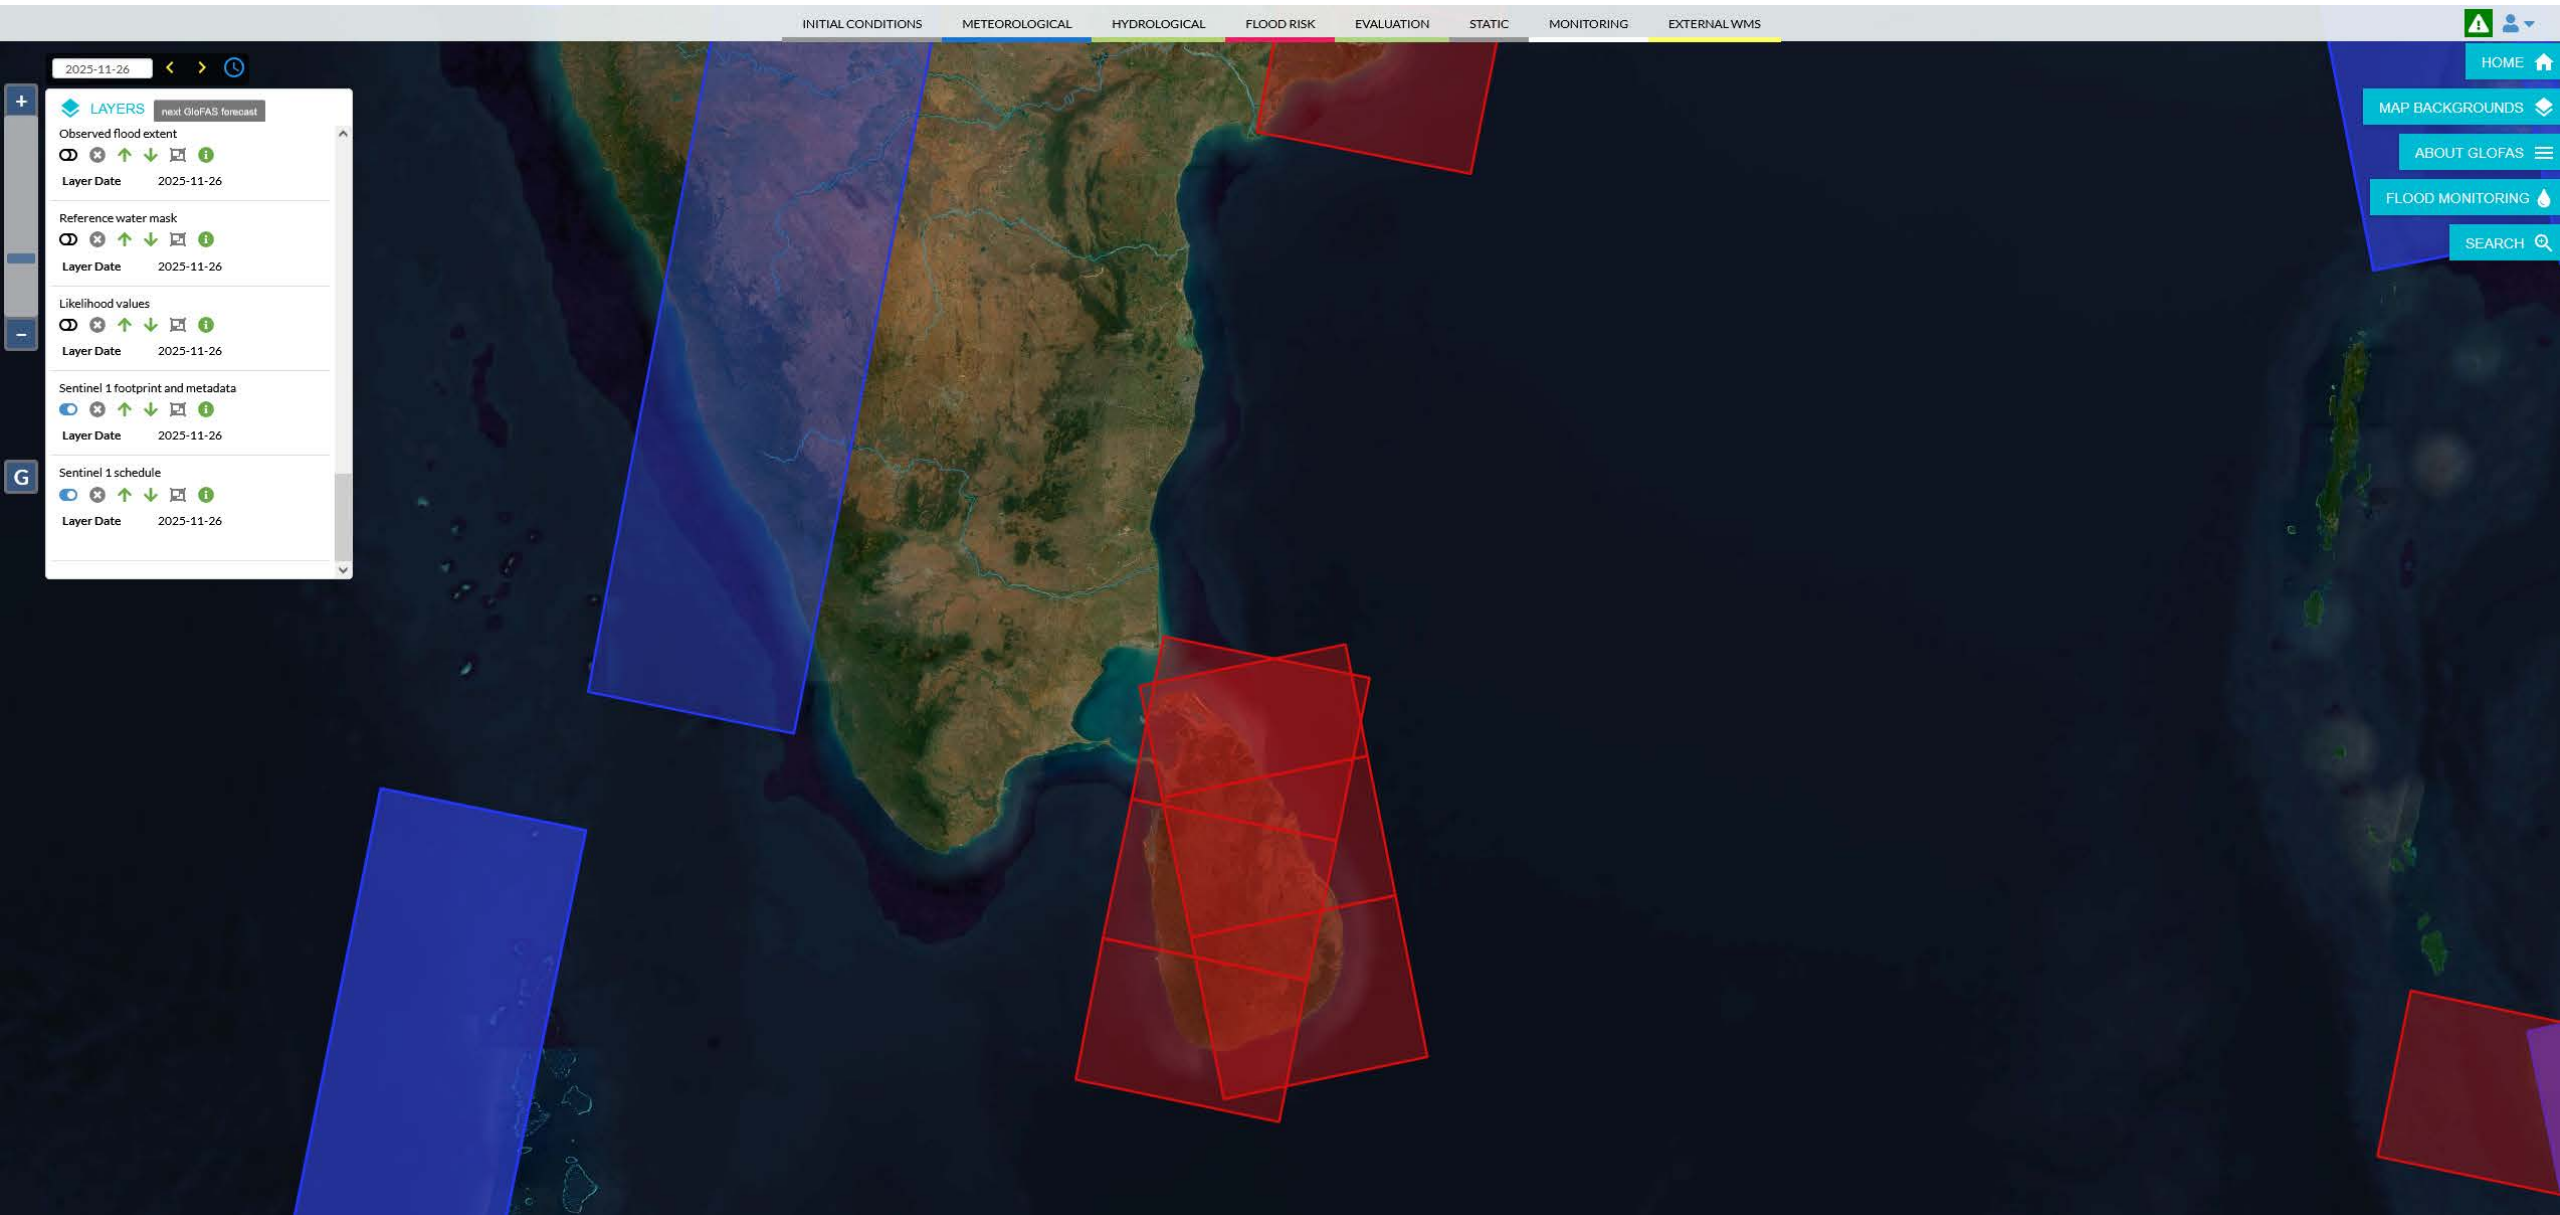 INITIAL CONDITIONS METEOROLOGICAL HYDROLOGICAL FLOOD RISK EVALUATION STATIC MONITORING EXTERNAL WMS
2025-11-26
LAYERS next GloFAS forecast
Observed flood extent
Layer Date 2025-11-26
Reference water mask
Layer Date 2025-11-26
Likelihood values
Layer Date 2025-11-26
Sentinel 1 footprint and metadata
Layer Date 2025-11-26
Sentinel 1 schedule
Layer Date 2025-11-26
+
−
G
HOME
MAP BACKGROUNDS
ABOUT GLOFAS
FLOOD MONITORING
SEARCH